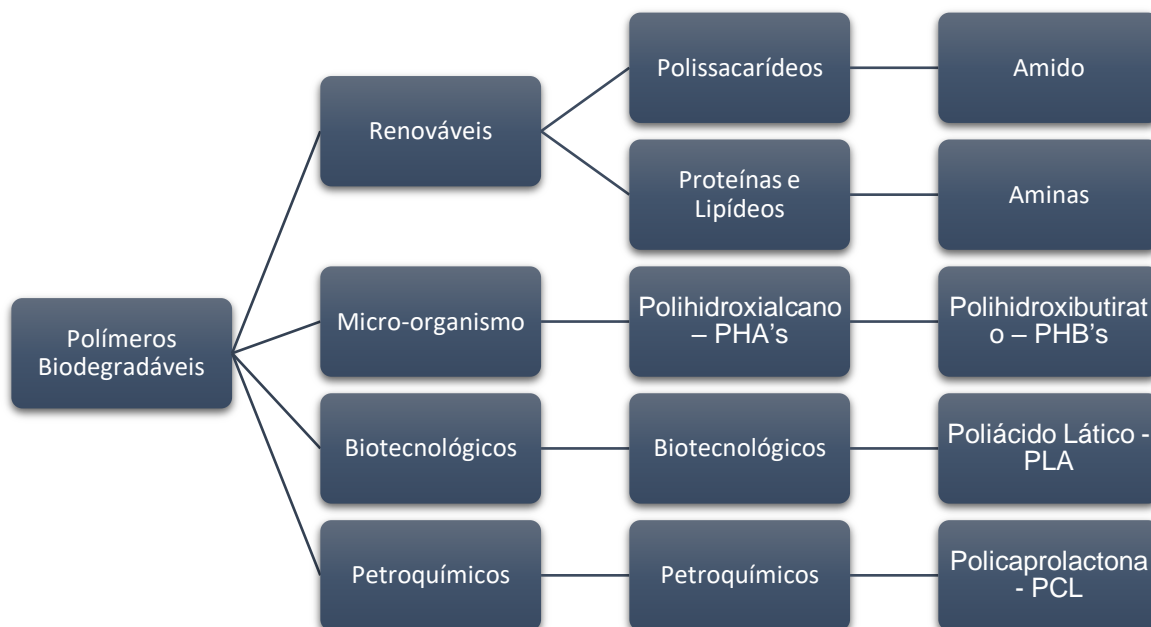 Polímeros
Biodegradáveis
Renováveis
Polissacarídeos
Amido
Proteínas e
Lipídeos
Aminas
Micro-organismo
Polihidroxialcano
– PHA's
Polihidroxibutirat
o – PHB's
Biotecnológicos
Biotecnológicos
Poliácido Lático -
PLA
Petroquímicos
Petroquímicos
Policaprolactona
- PCL